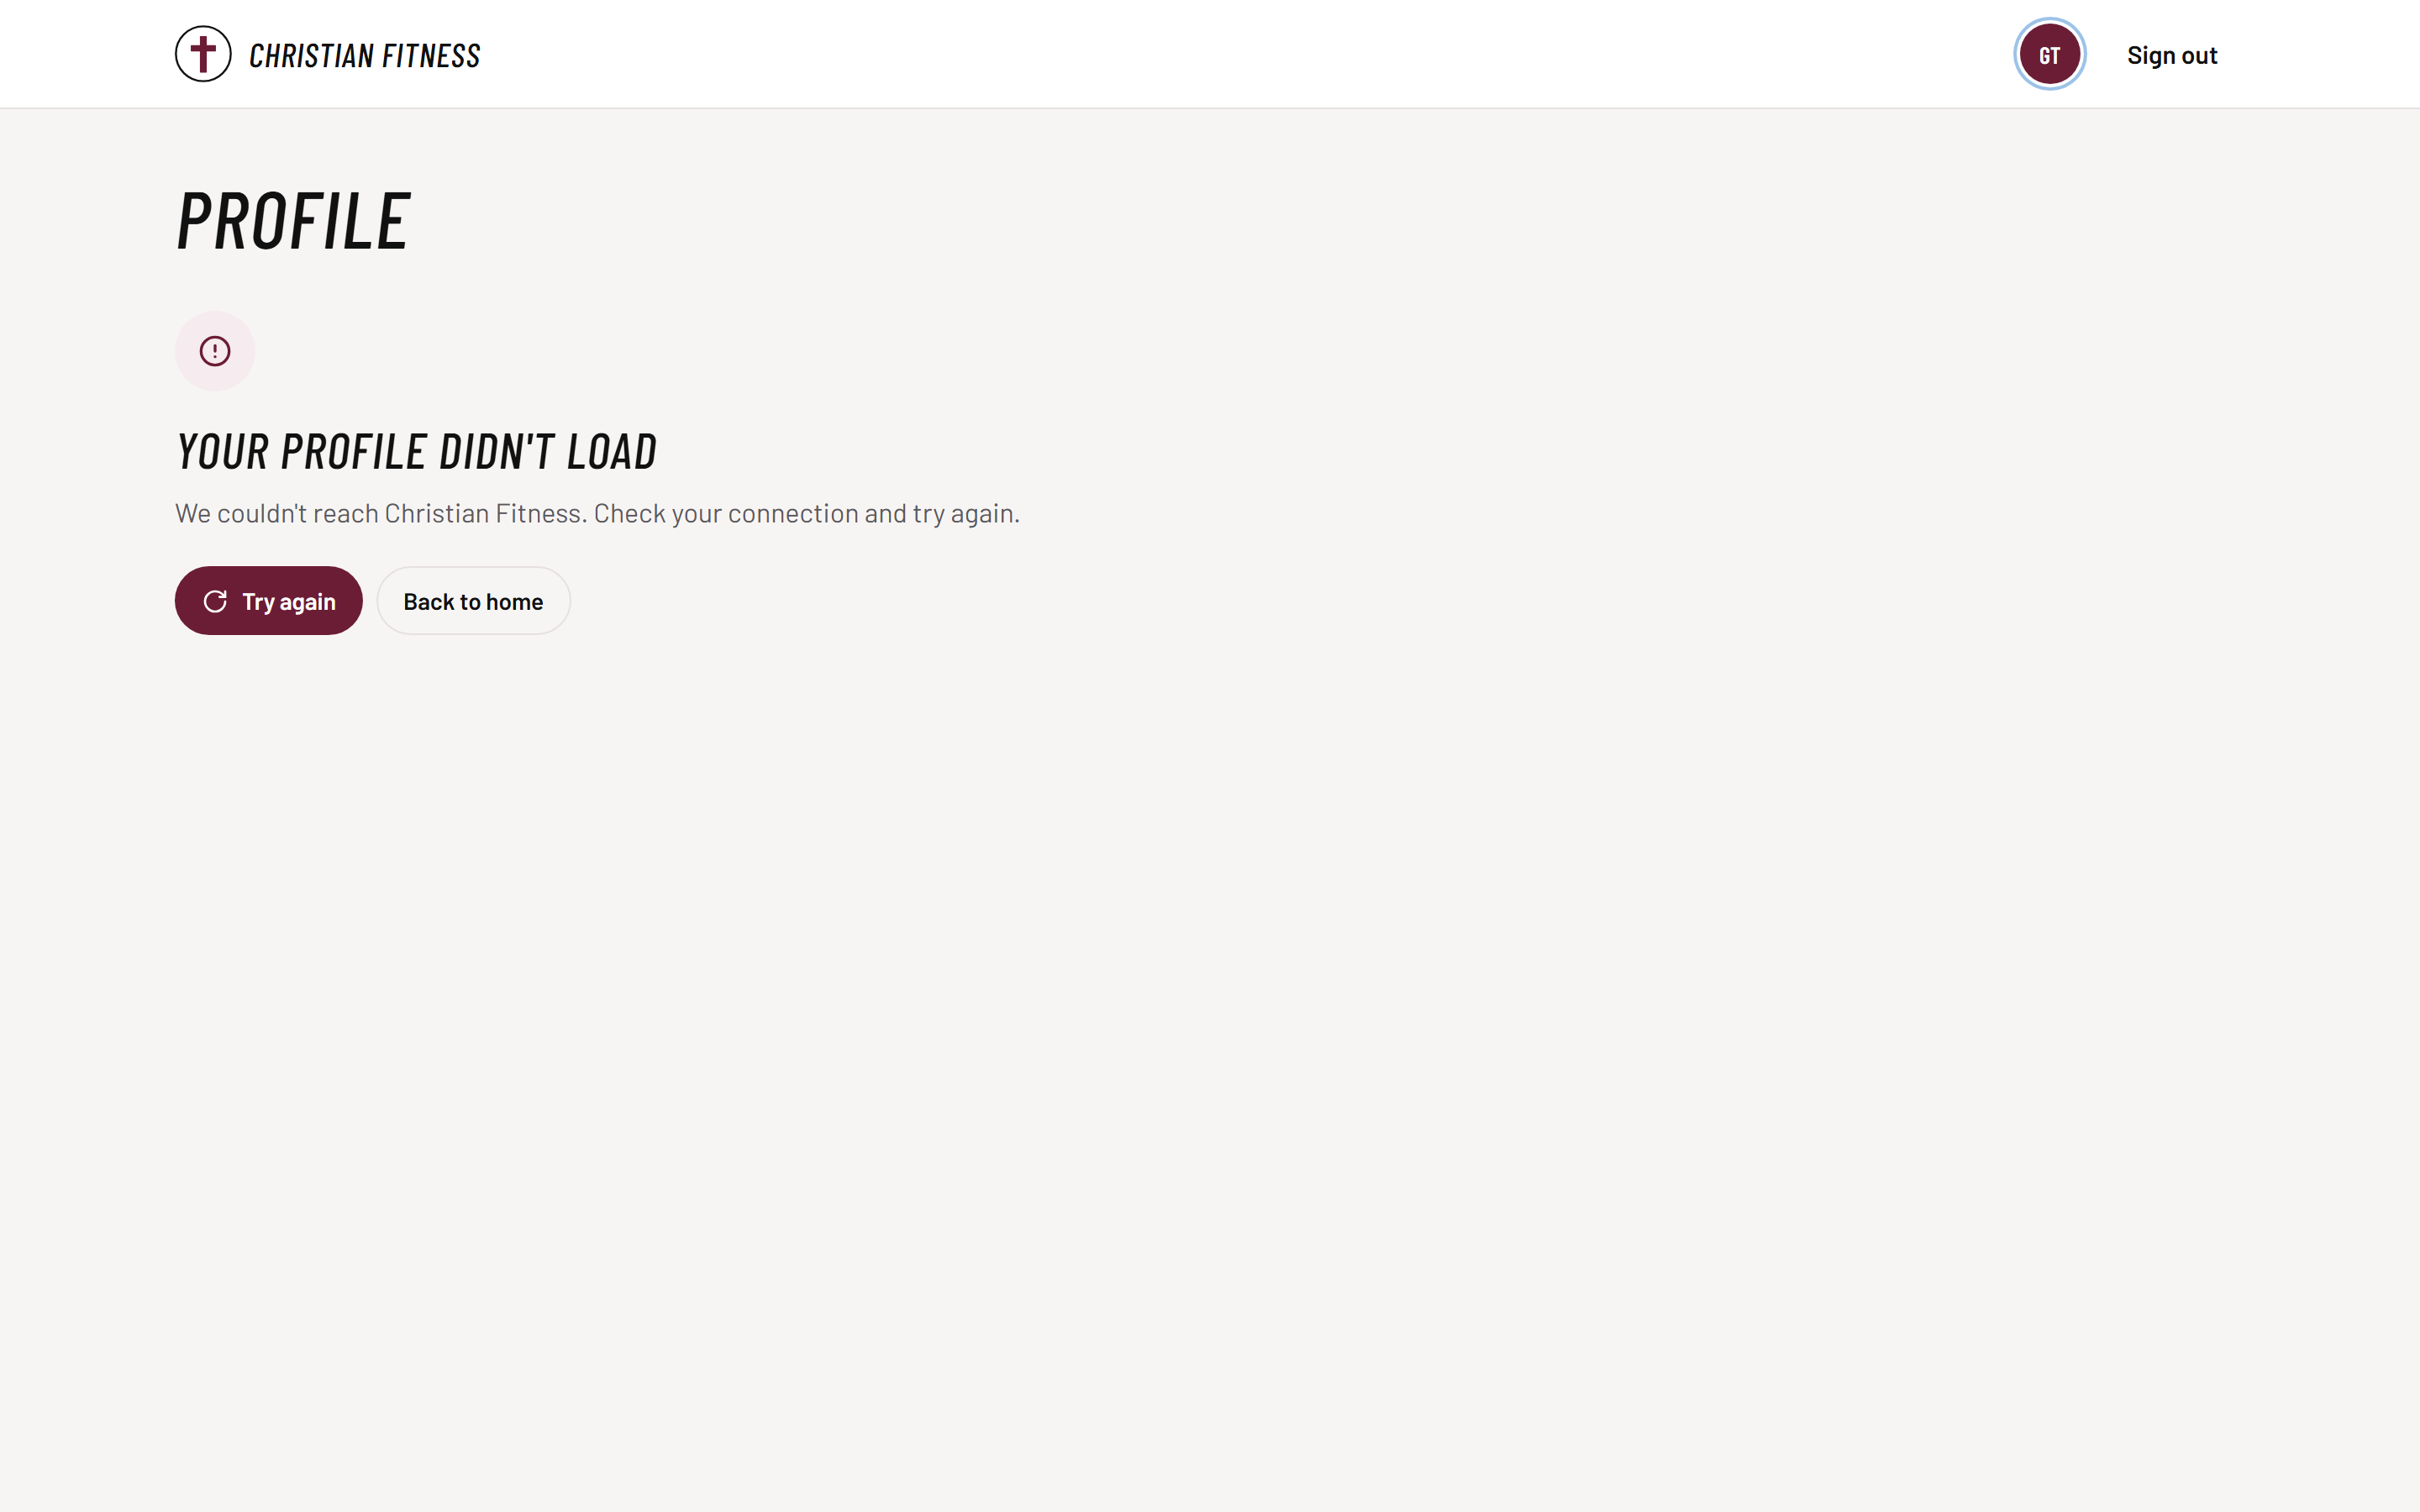 CHRISTIAN FITNESS
GT
Sign out
PROFILE
YOUR PROFILE DIDN'T LOAD
We couldn't reach Christian Fitness. Check your connection and try again.
Try again
Back to home